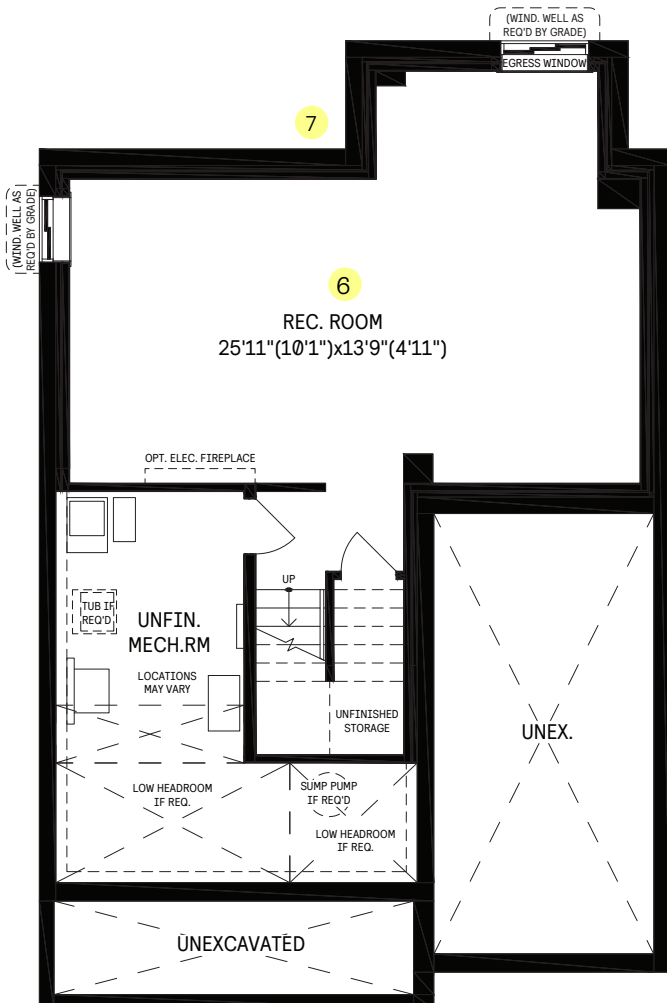 (WIND. WELL AS
REQ'D BY GRADE)
EGRESS WINDOW
7
(WIND. WELL AS
REQ'D BY GRADE)
6
REC. ROOM
25'11"(10'1")x13'9"(4'11")
OPT. ELEC. FIREPLACE
UP
TUB IF
REQ'D
UNFIN.
MECH.RM
LOCATIONS
MAY VARY
UNFINISHED
STORAGE
UNEX.
LOW HEADROOM
IF REQ.
SUMP PUMP
IF REQ'D
LOW HEADROOM
IF REQ.
UNEXCAVATED